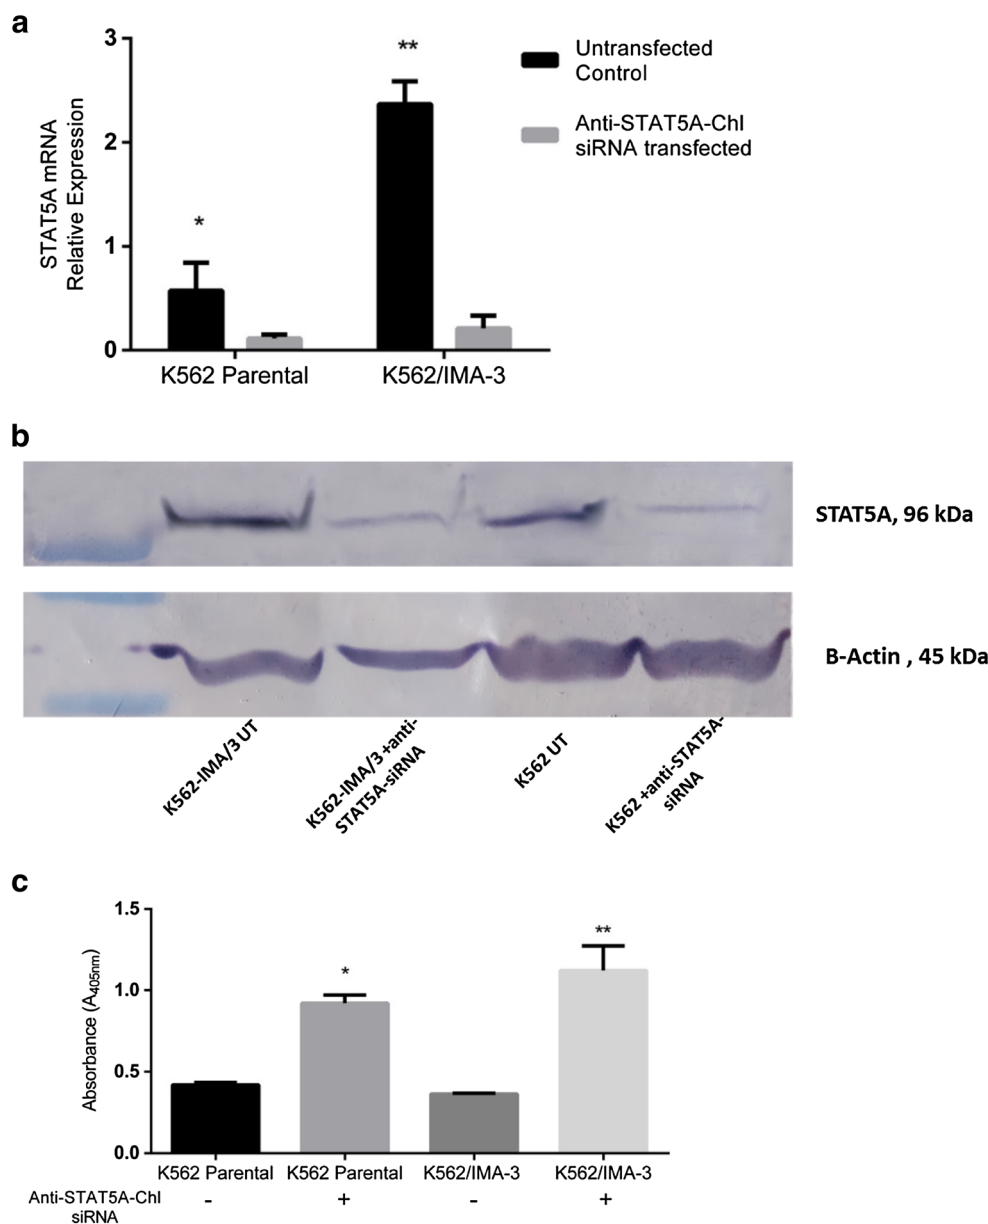 a
3
2
1
0
STAT5A mRNA
Relative Expression
*
**
Untransfected
Control
Anti-STAT5A-Chl
siRNA transfected
K562 Parental
K562/IMA-3
b
STAT5A, 96 kDa
B-Actin , 45 kDa
K562-IMA/3 UT
K562-IMA/3 +anti-
STAT5A-siRNA
K562 UT
K562 +anti-STAT5A-
siRNA
c
1.5
1.0
0.5
0.0
Absorbance (A405nm)
*
**
K562 Parental K562 Parental K562/IMA-3 K562/IMA-3
Anti-STAT5A-Chl - + - +
siRNA